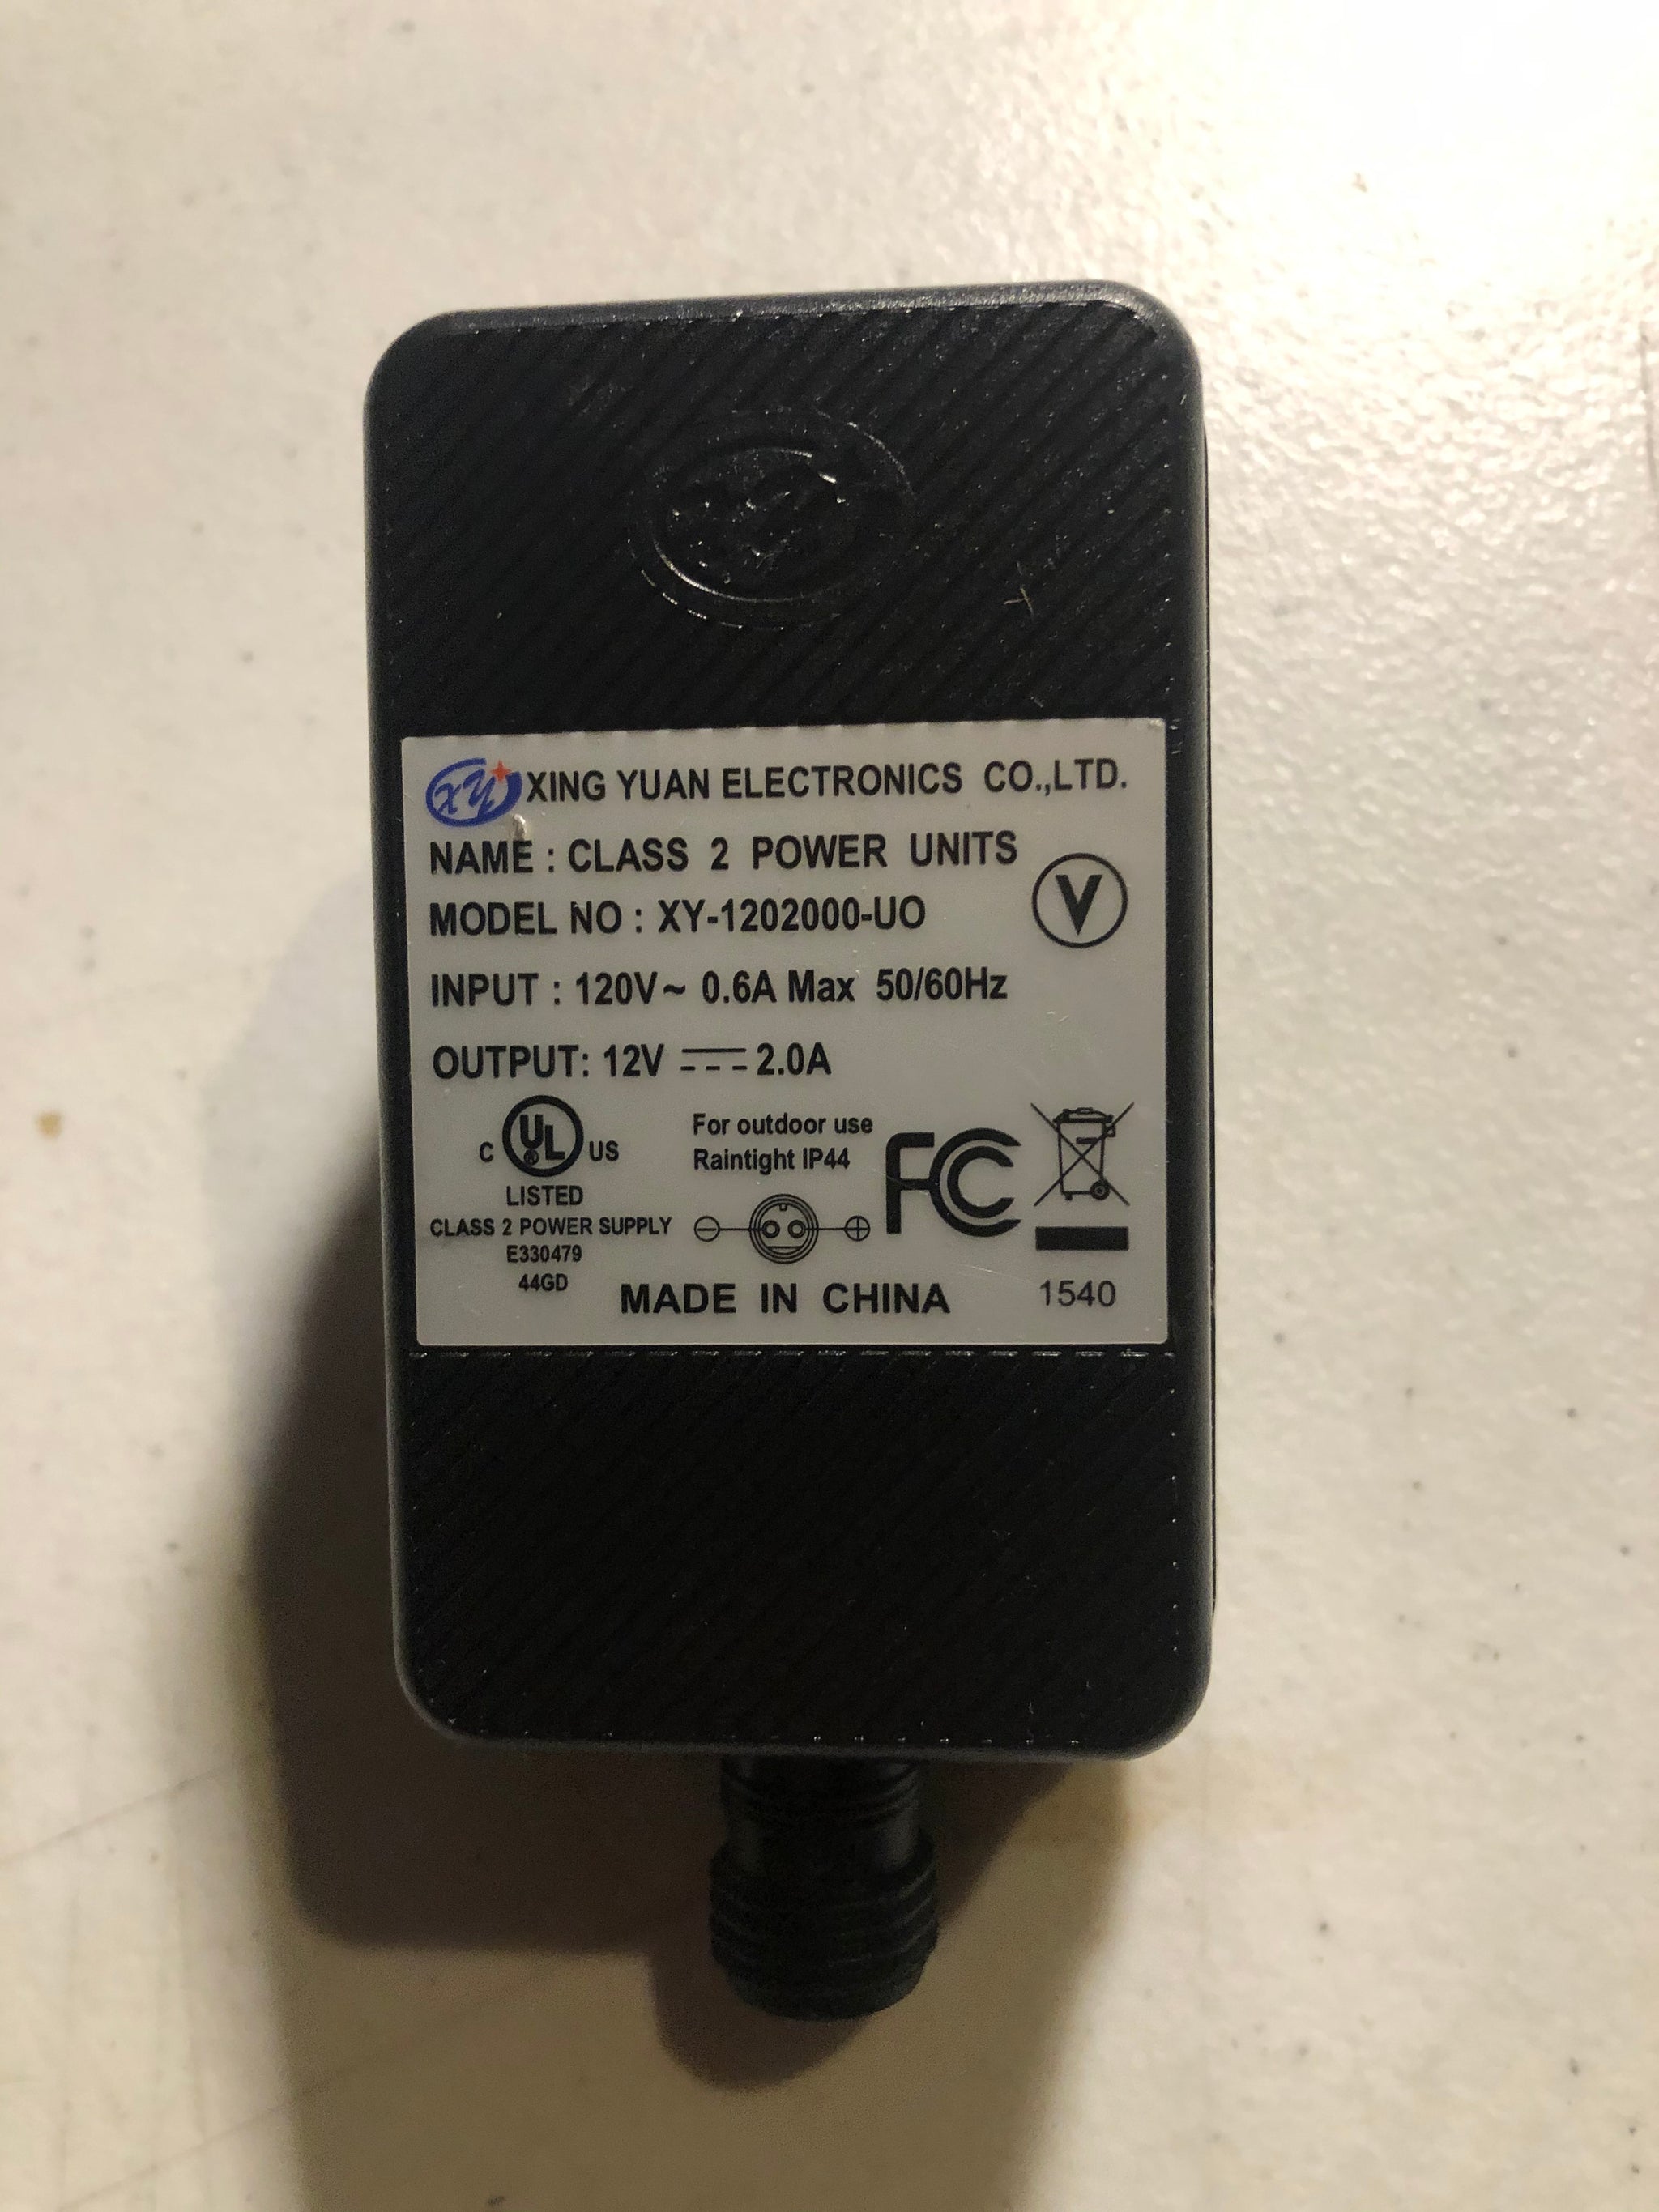 XY XING YUAN ELECTRONICS CO.,LTD.
NAME : CLASS 2 POWER UNITS
V
MODEL NO : XY-1202000-UO
INPUT : 120V~ 0.6A Max 50/60Hz
OUTPUT: 12V ⎓ 2.0A
C UL ® US
LISTED
CLASS 2 POWER SUPPLY
E330479
44GD
For outdoor use
Raintight IP44
FC
MADE IN CHINA
1540